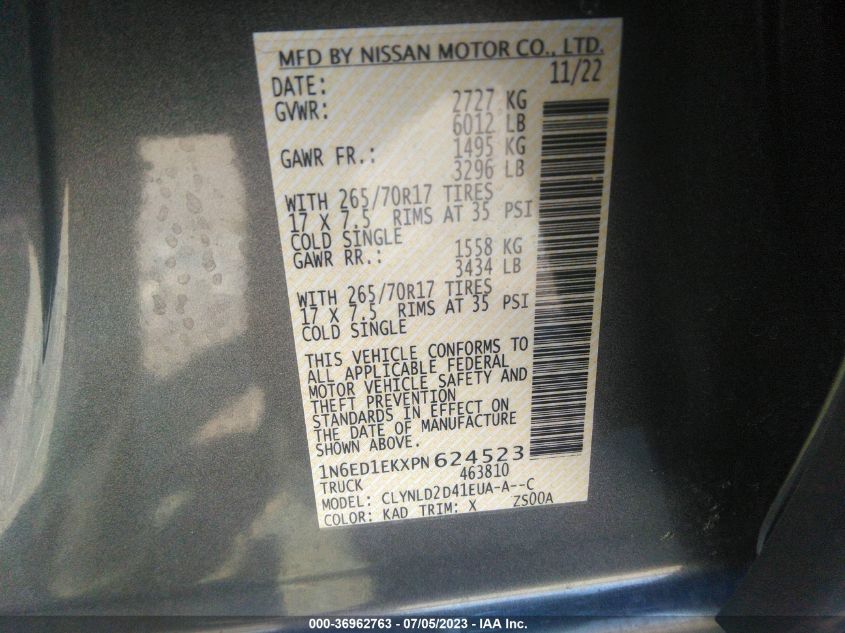 MFD BY NISSAN MOTOR CO., LTD.
DATE: 11/22
GVWR: 2727 KG
6012 LB
GAWR FR.: 1495 KG
3296 LB
WITH 265/70R17 TIRES
17 X 7.5 RIMS AT 35 PSI
COLD SINGLE
GAWR RR.: 1558 KG
3434 LB
WITH 265/70R17 TIRES
17 X 7.5 RIMS AT 35 PSI
COLD SINGLE
THIS VEHICLE CONFORMS TO
ALL APPLICABLE FEDERAL
MOTOR VEHICLE SAFETY AND
THEFT PREVENTION
STANDARDS IN EFFECT ON
THE DATE OF MANUFACTURE
SHOWN ABOVE.
1N6ED1EKXPN624523
TRUCK 463810
MODEL: CLYNLD2D41EUA-A--C
COLOR: KAD TRIM: X ZS00A
000-36962763 - 07/05/2023 - IAA Inc.